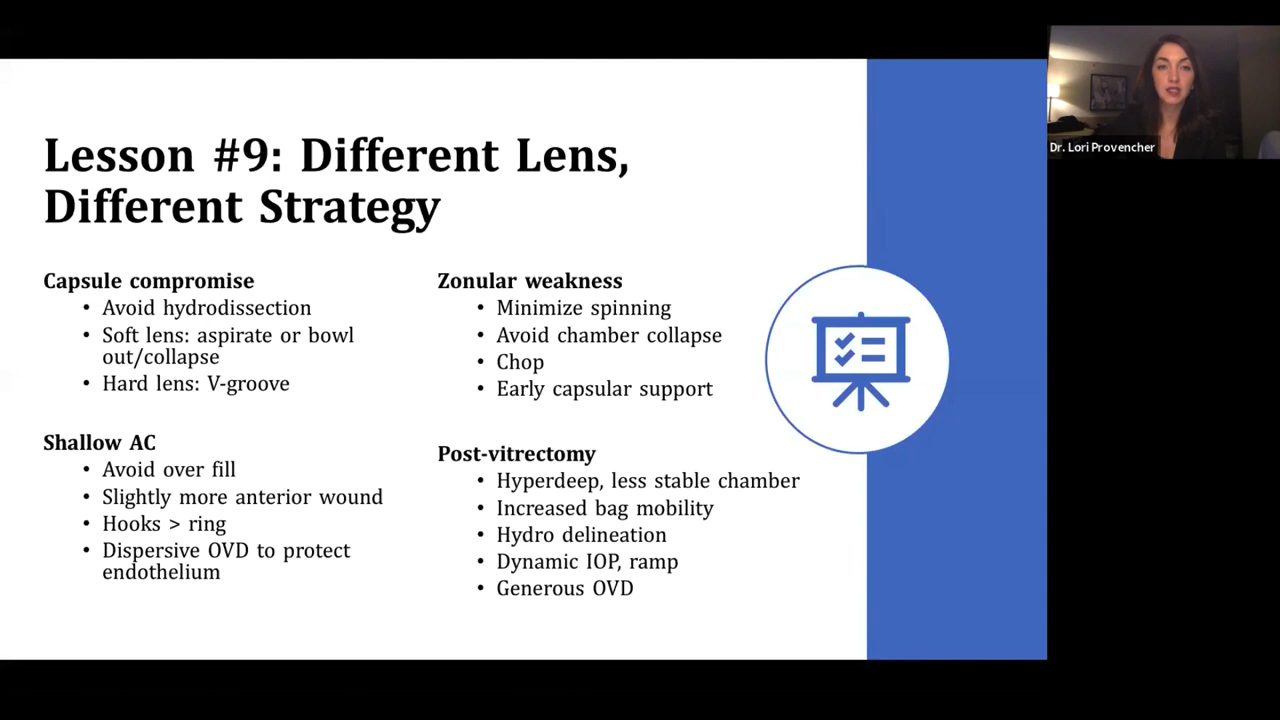 Lesson #9: Different Lens,
Different Strategy
Capsule compromise
• Avoid hydrodissection
• Soft lens: aspirate or bowl
out/collapse
• Hard lens: V-groove
Shallow AC
• Avoid over fill
• Slightly more anterior wound
• Hooks > ring
• Dispersive OVD to protect
endothelium
Zonular weakness
• Minimize spinning
• Avoid chamber collapse
• Chop
• Early capsular support
Post-vitrectomy
• Hyperdeep, less stable chamber
• Increased bag mobility
• Hydro delineation
• Dynamic IOP, ramp
• Generous OVD
Dr. Lori Provencher